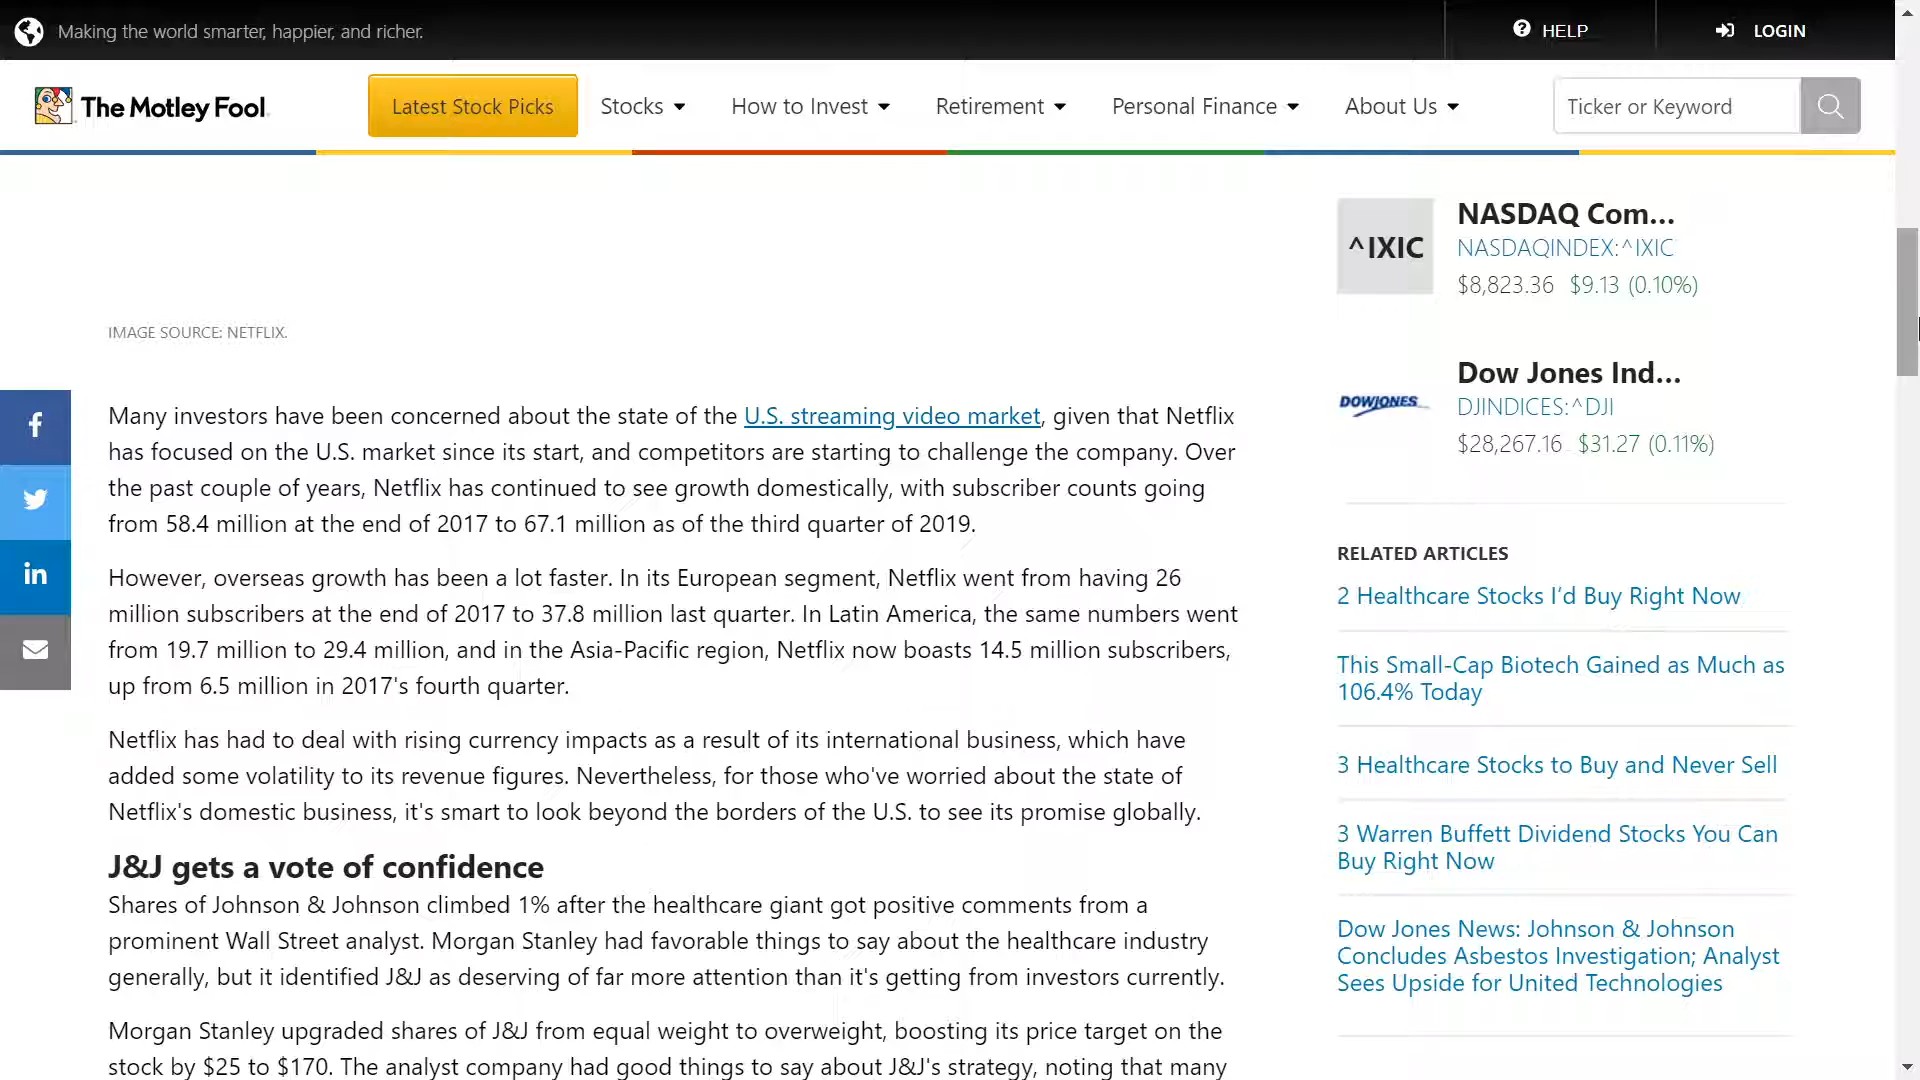 Making the world smarter, happier, and richer.
HELP
LOGIN
The Motley Fool
Latest Stock Picks
Stocks
How to Invest
Retirement
Personal Finance
About Us
Ticker or Keyword
IMAGE SOURCE: NETFLIX.
Many investors have been concerned about the state of the U.S. streaming video market, given that Netflix
has focused on the U.S. market since its start, and competitors are starting to challenge the company. Over
the past couple of years, Netflix has continued to see growth domestically, with subscriber counts going
from 58.4 million at the end of 2017 to 67.1 million as of the third quarter of 2019.
However, overseas growth has been a lot faster. In its European segment, Netflix went from having 26
million subscribers at the end of 2017 to 37.8 million last quarter. In Latin America, the same numbers went
from 19.7 million to 29.4 million, and in the Asia-Pacific region, Netflix now boasts 14.5 million subscribers,
up from 6.5 million in 2017's fourth quarter.
Netflix has had to deal with rising currency impacts as a result of its international business, which have
added some volatility to its revenue figures. Nevertheless, for those who've worried about the state of
Netflix's domestic business, it's smart to look beyond the borders of the U.S. to see its promise globally.
J&J gets a vote of confidence
Shares of Johnson & Johnson climbed 1% after the healthcare giant got positive comments from a
prominent Wall Street analyst. Morgan Stanley had favorable things to say about the healthcare industry
generally, but it identified J&J as deserving of far more attention than it's getting from investors currently.
Morgan Stanley upgraded shares of J&J from equal weight to overweight, boosting its price target on the
stock by $25 to $170. The analyst company had good things to say about J&J's strategy, noting that many
^IXIC
NASDAQ Com...
NASDAQINDEX:^IXIC
$8,823.36 $9.13 (0.10%)
DOWJONES
Dow Jones Ind...
DJINDICES:^DJI
$28,267.16 $31.27 (0.11%)
RELATED ARTICLES
2 Healthcare Stocks I'd Buy Right Now
This Small-Cap Biotech Gained as Much as
106.4% Today
3 Healthcare Stocks to Buy and Never Sell
3 Warren Buffett Dividend Stocks You Can
Buy Right Now
Dow Jones News: Johnson & Johnson
Concludes Asbestos Investigation; Analyst
Sees Upside for United Technologies